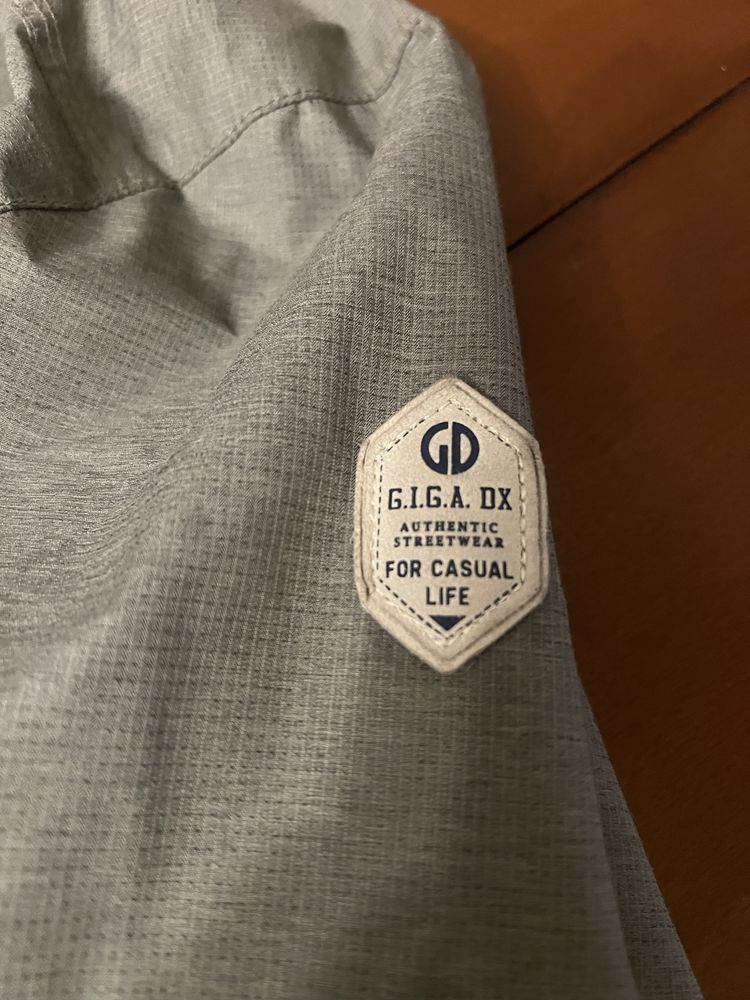 GD
G.I.G.A. DX
AUTHENTIC
STREETWEAR
FOR CASUAL
LIFE